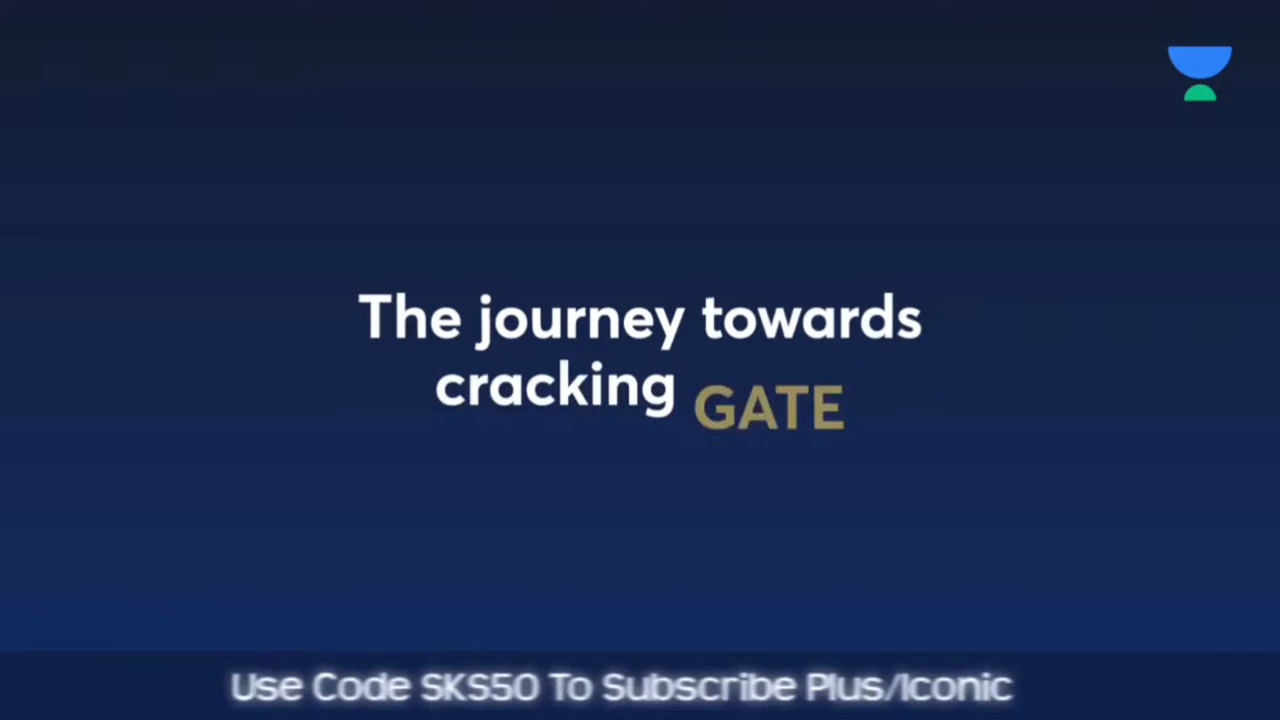 The journey towards
cracking GATE
Use Code SKS50 To Subscribe Plus/Iconic